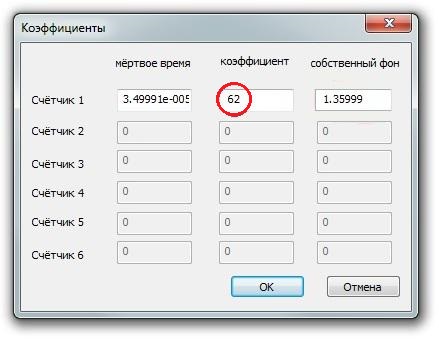 Коэффициенты
мёртвое время коэффициент собственный фон
Счётчик 1 3.49991e-005 62 1.35999
Счётчик 2 0 0 0
Счётчик 3 0 0 0
Счётчик 4 0 0 0
Счётчик 5 0 0 0
Счётчик 6 0 0 0
OK Отмена